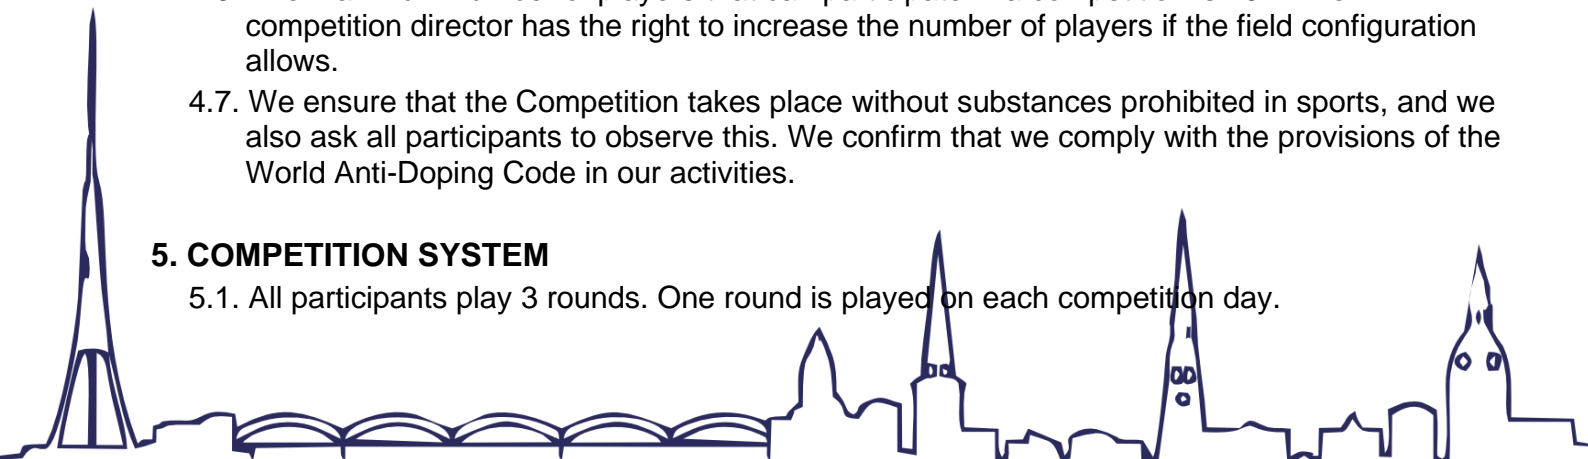 competition director has the right to increase the number of players if the field configuration
allows.
4.7. We ensure that the Competition takes place without substances prohibited in sports, and we
also ask all participants to observe this. We confirm that we comply with the provisions of the
World Anti-Doping Code in our activities.
5. COMPETITION SYSTEM
5.1. All participants play 3 rounds. One round is played on each competition day.